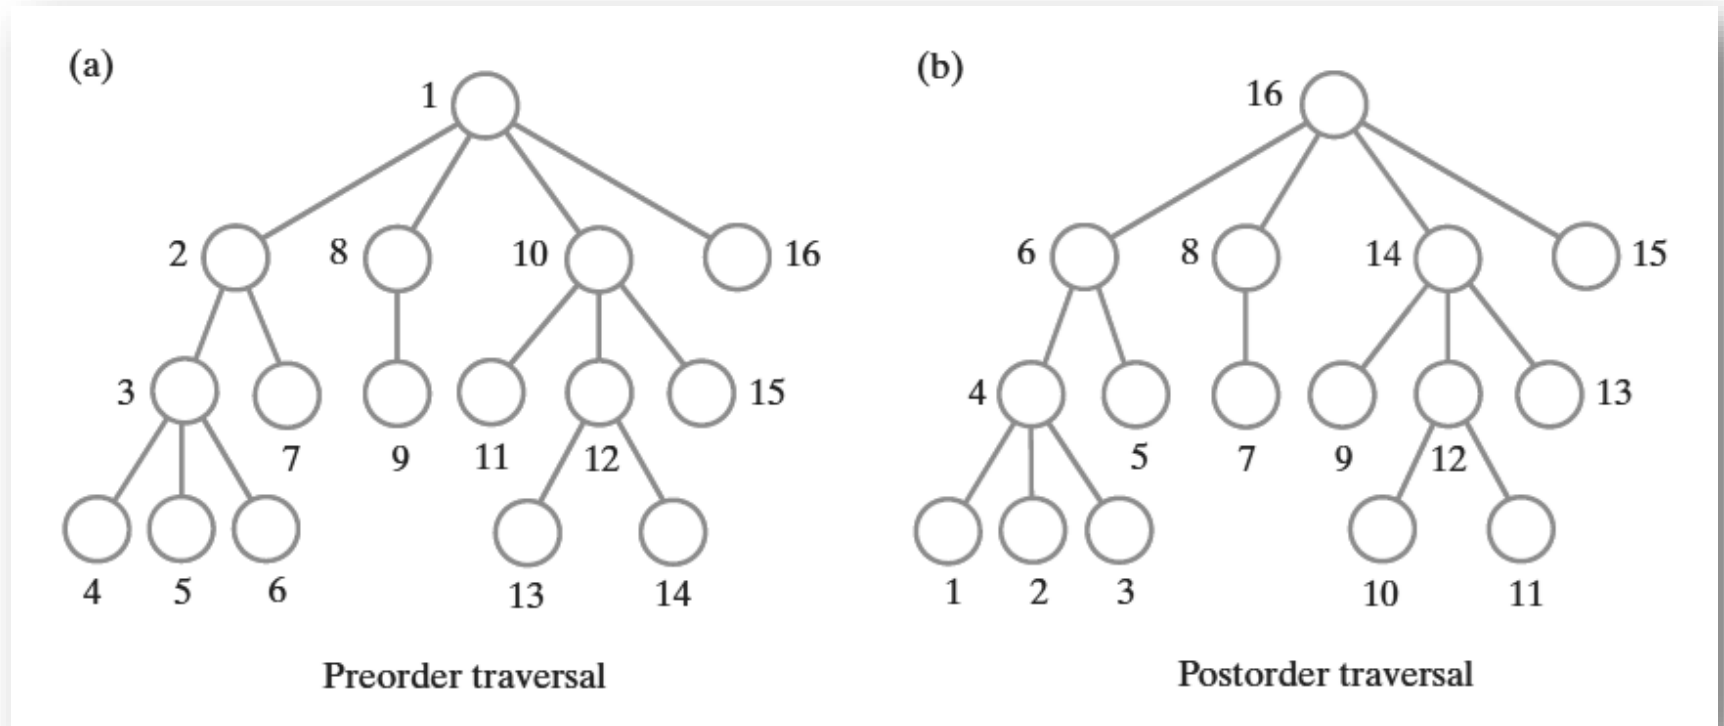 (a)
1
2 8 10 16
3 15
7 9 11 12
4 5 6 13 14
Preorder traversal
(b)
16
6 8 14 15
4 13
5 7 9 12
1 2 3 10 11
Postorder traversal